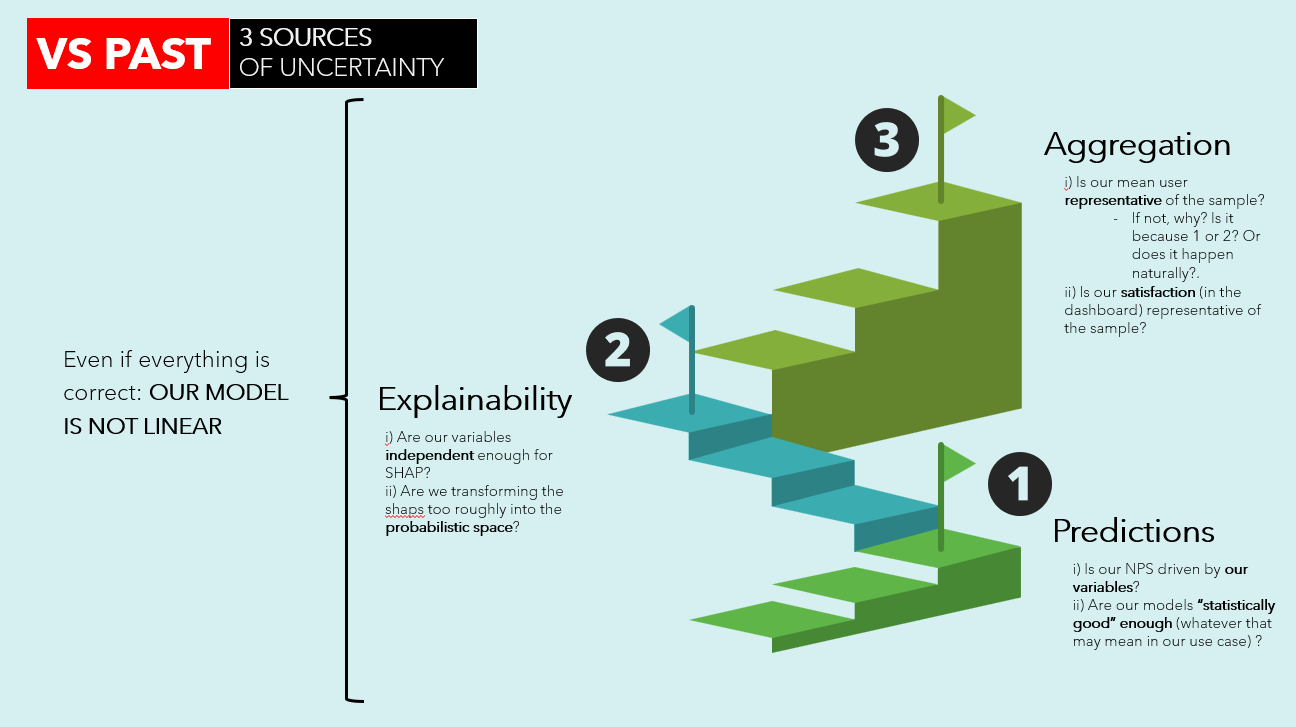 VS PAST
3 SOURCES
OF UNCERTAINTY
Even if everything is
correct: OUR MODEL
IS NOT LINEAR
3
Aggregation
i) Is our mean user
representative of the sample?
- If not, why? Is it
because 1 or 2? Or
does it happen
naturally?.
ii) Is our satisfaction (in the
dashboard) representative of
the sample?
2
Explainability
i) Are our variables
independent enough for
SHAP?
ii) Are we transforming the
shaps too roughly into the
probabilistic space?
1
Predictions
i) Is our NPS driven by our
variables?
ii) Are our models “statistically
good” enough (whatever that
may mean in our use case) ?